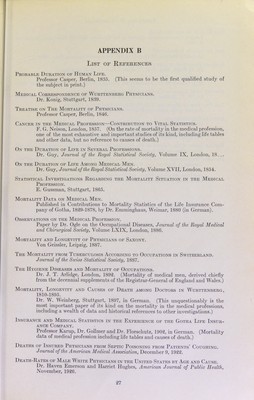 APPENDIX B
LIST OF REFERENCES
PROBABLE DURATION OF HUMAN LIFE.
Professor Casper, Berlin, 1835. (This seems to be the first qualified study of
the subject in print.)
MEDICAL CORRESPONDENCE OF WURTTEMBERG PHYSICIANS.
Dr. Konig, Stuttgart, 1839.
TREATISE ON THE MORTALITY OF PHYSICIANS.
Professor Casper, Berlin, 1846.
CANCER IN THE MEDICAL PROFESSION—CONTRIBUTION TO VITAL STATISTICS.
F. G. Neison, London, 1857. (On the rate of mortality in the medical profession,
one of the most exhaustive and important studies of its kind, including life tables
and other data, but no reference to causes of death.)
ON THE DURATION OF LIFE IN SEVERAL PROFESSIONS.
Dr. Guy, Journal of the Royal Statistical Society, Volume IX, London,
ON THE DURATION OF LIFE AMONG MEDICAL MEN.
Dr. Guy, Journal of the Royal Statistical Society, Volume XVII, London, 1854.
STATISTICAL INVESTIGATIONS REGARDING THE MORTALITY SITUATION IN THE MEDICAL
PROFESSION.
E. Gussman, Stuttgart, 1865.
MORTALITY DATA OF MEDICAL MEN.
Published in Contributions to Mortality Statistics of the Life Insurance Com-
pany of Gotha, 1829-1878, by Dr. Emminghaus, Weimar, 1880 (in German).
OBSERVATIONS ON THE MEDICAL PROFESSION.
Paper by Dr. Ogle on the Occupational Diseases, Journal of the Royal Medical
and Chirurgical Society, Volume LXIX, London, 1886.
MORTALITY AND LONGEVITY OF PHYSICIANS OF SAXONY.
Von Geissler, Leipzig, 1887.
THE MORTALITY FROM TUBERCULOSIS ACCORDING TO OCCUPATIONS IN SWITZERLAND.
Journal of the Swiss Statistical Society, 1887.
THE HYGIENE DISEASES AND MORTALITY OF OCCUPATIONS.
Dr. J. T. Arlidge, London, 1892. (Mortality of medical men, derived chiefly
from the decennial supplements of the Registrar-General of England and Wales.)
MORTALITY, LONGEVITY AND CAUSES OF DEATH AMONG DOCTORS IN WURTTEMBERG,
1810-1895.
Dr. W. Weinberg, Stuttgart, 1897, in German. (This unquestionably is the
most important paper of its kind on the mortality in the medical professions,
including a wealth of data and historical references to other investigations.)
INSURANCE AND MEDICAL STATISTICS IN THE EXPERIENCE OF THE GOTHA LIFE INSUR-
ANCE COMPANY.
Professor Karup, Dr. Gollmer and Dr. Florschutz, 1902, in German. (Mortality
data of medical profession including life tables and causes of death.)
DEATHS OF INSURED PHYSICIANS FROM SEPTIC POISONING FROM PATIENTS' COUGHING.
Journal of the American Medical Association, December 9, 1922.
DEATH-RATES OF MALE WHITE PHYSICIANS IN THE UNITED STATES BY AGE AND CAUSE.
Dr. Haven Emerson and Harriet Hughes, American Journal of Public Health,
November, 1926.
27